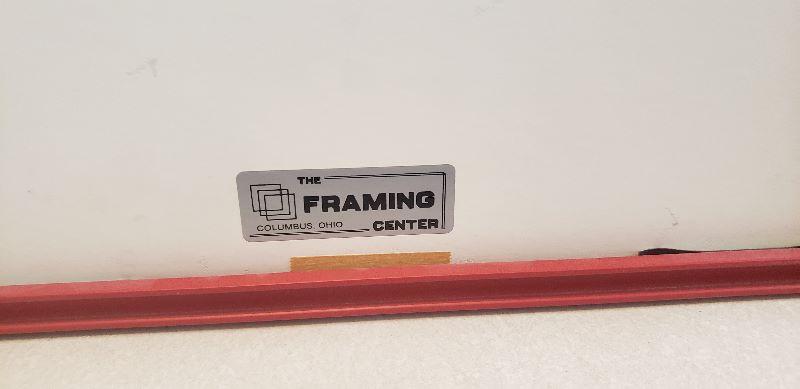 THE
FRAMING
COLUMBUS, OHIO CENTER